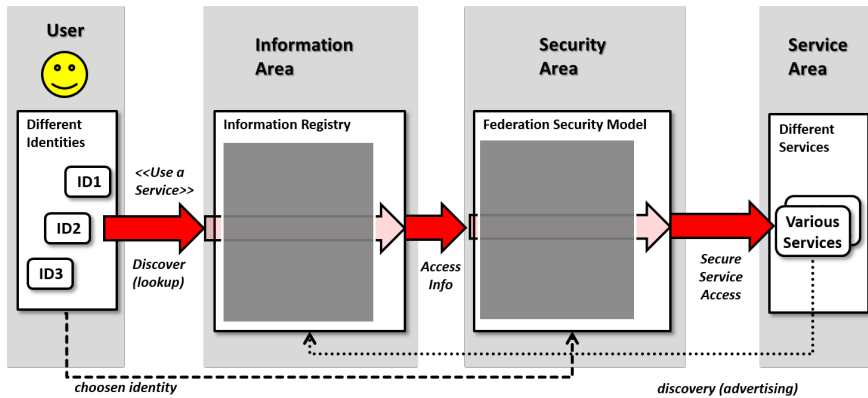 User
Information
Area
Security
Area
Service
Area
Different
Identities
ID1
ID2
ID3
<<Use a
Service>>
Discover
(lookup)
Information Registry
Access
Info
Federation Security Model
Secure
Service
Access
Different
Services
Various
Services
choosen identity
discovery (advertising)